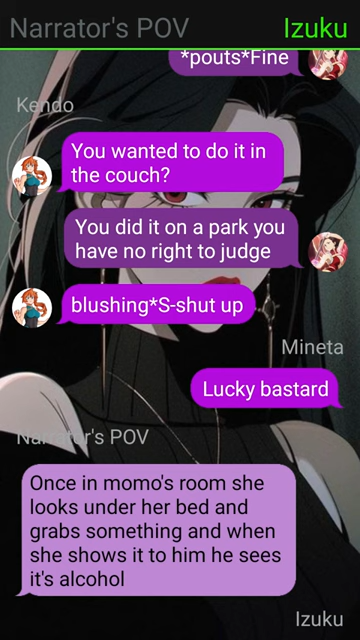 Narrator's POV
Izuku
*pouts*Fine
Kendo
You wanted to do it in
the couch?
You did it on a park you
have no right to judge
blushing*S-shut up
Mineta
Lucky bastard
Narrator's POV
Once in momo's room she
looks under her bed and
grabs something and when
she shows it to him he sees
it's alcohol
Izuku